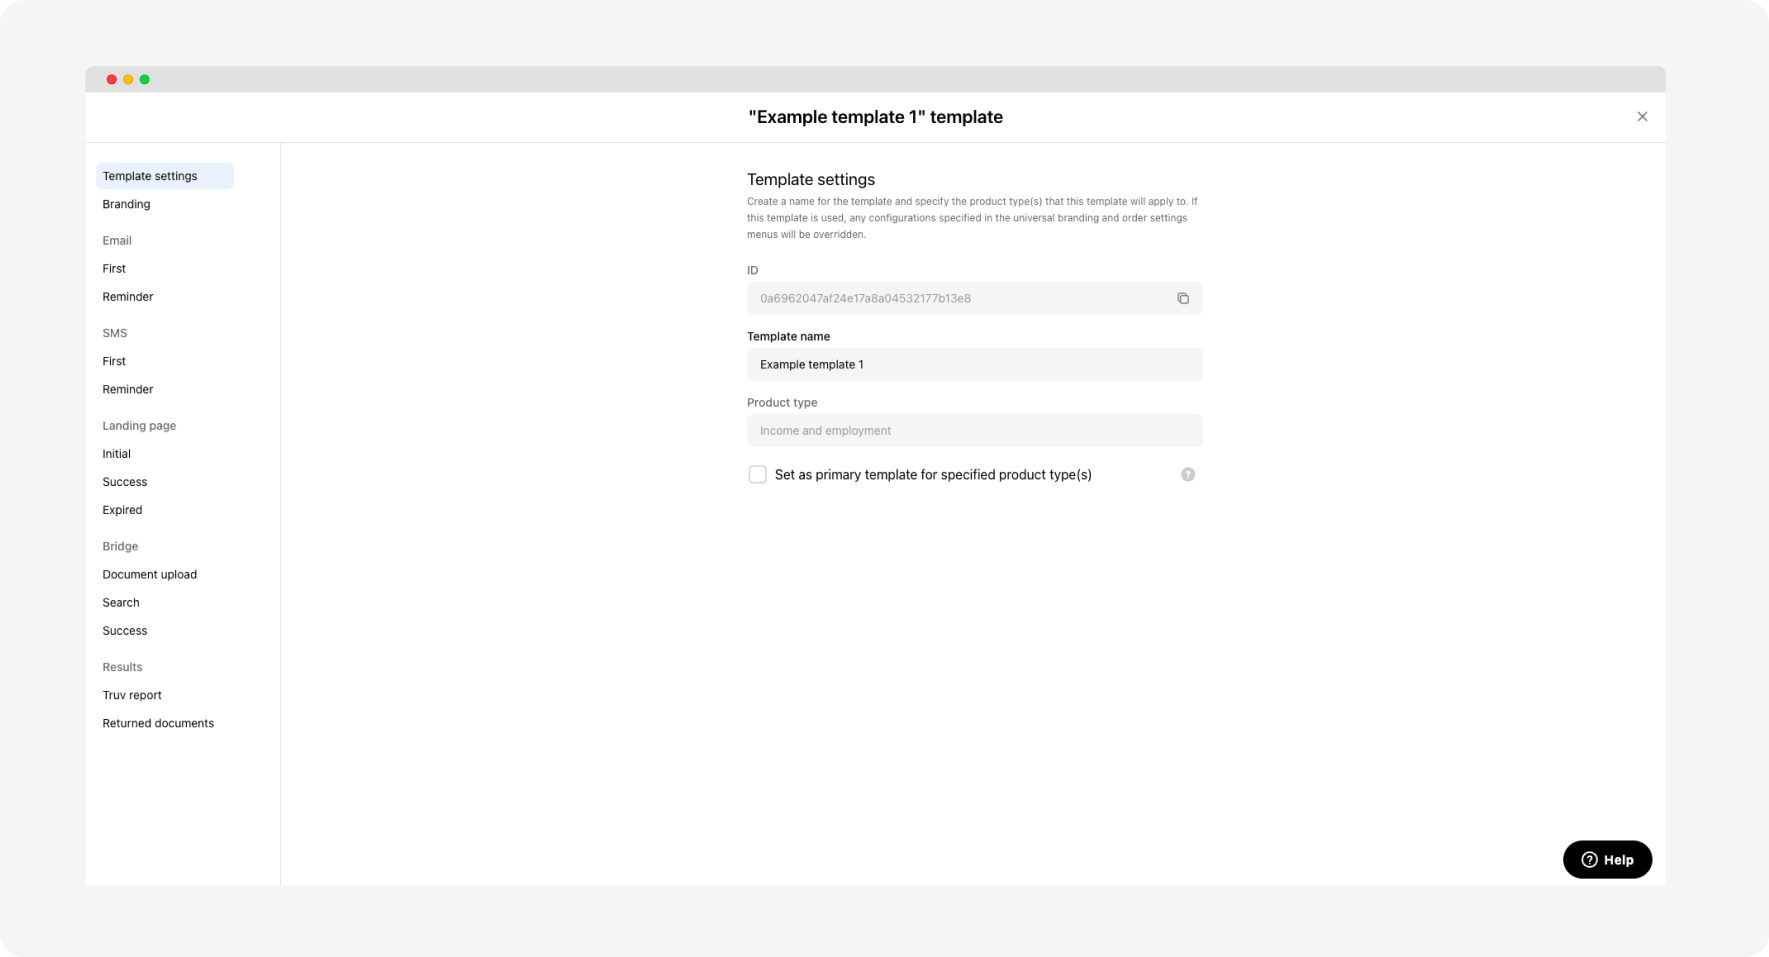 "Example template 1" template
Template settings
Branding
Email
First
Reminder
SMS
First
Reminder
Landing page
Initial
Success
Expired
Bridge
Document upload
Search
Success
Results
Truv report
Returned documents
Template settings
Create a name for the template and specify the product type(s) that this template will apply to. If
this template is used, any configurations specified in the universal branding and order settings
menus will be overridden.
ID
0a6962047af24e17a8a04532177b13e8
Template name
Example template 1
Product type
Income and employment
Set as primary template for specified product type(s)
?
? Help